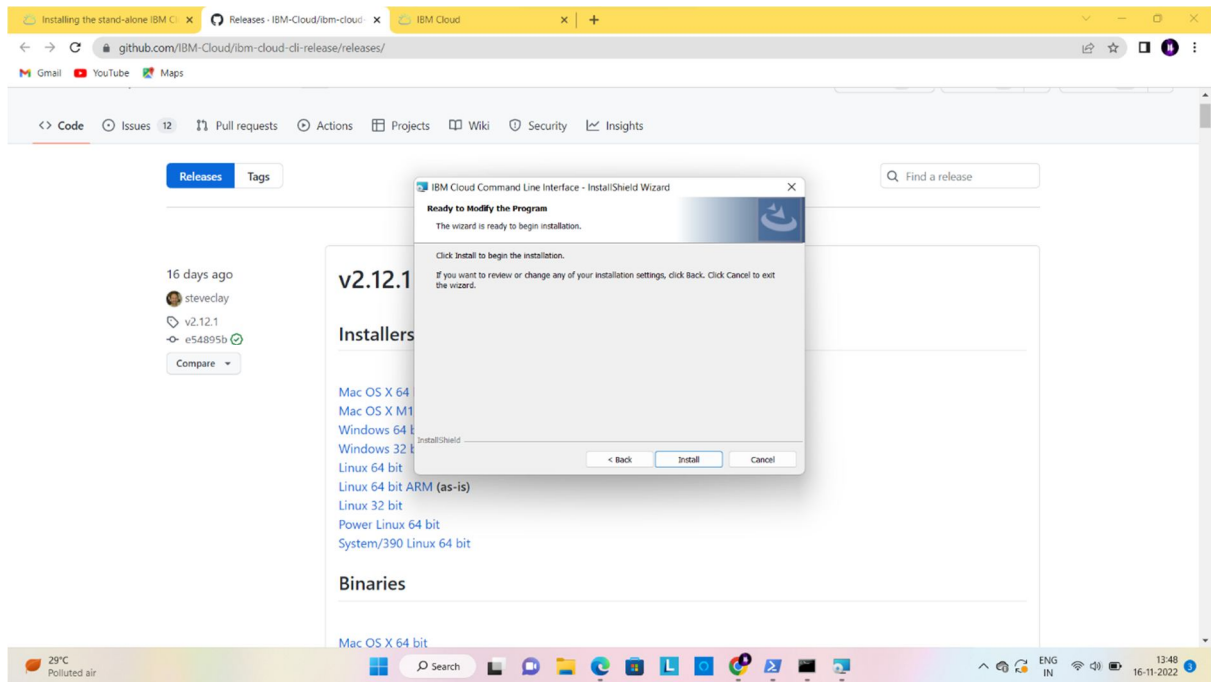 Installing the stand-alone IBM Cl
Releases · IBM-Cloud/ibm-cloud-
IBM Cloud
github.com/IBM-Cloud/ibm-cloud-cli-release/releases/
Gmail YouTube Maps
Code Issues 12 Pull requests Actions Projects Wiki Security Insights
Releases Tags
Find a release
16 days ago
steveclay
v2.12.1
e54895b
Compare
v2.12.1
Installers
Mac OS X 64
Mac OS X M1
Windows 64 b
Windows 32 b
Linux 64 bit
Linux 64 bit ARM (as-is)
Linux 32 bit
Power Linux 64 bit
System/390 Linux 64 bit
Binaries
Mac OS X 64 bit
IBM Cloud Command Line Interface - InstallShield Wizard
Ready to Modify the Program
The wizard is ready to begin installation.
Click Install to begin the installation.
If you want to review or change any of your installation settings, click Back. Click Cancel to exit
the wizard.
InstallShield
< Back Install Cancel
29°C
Polluted air
Search
L
ENG
IN
13:48
16-11-2022
3